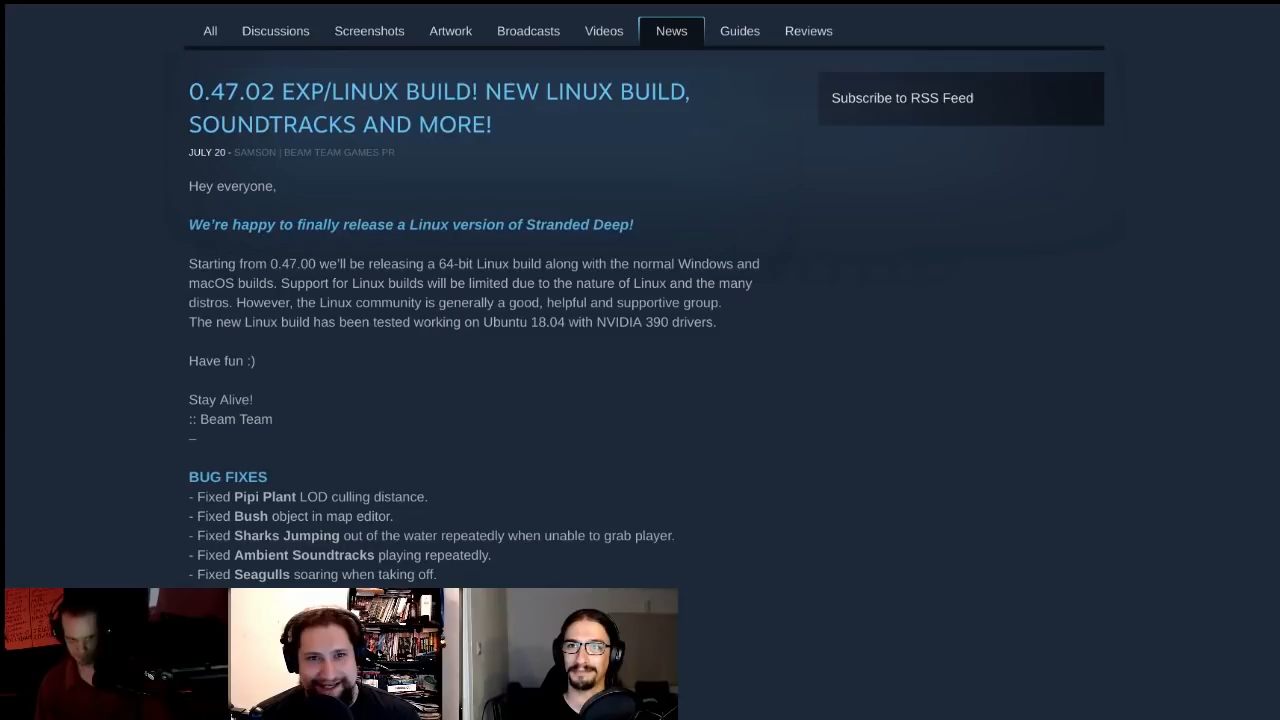 All Discussions Screenshots Artwork Broadcasts Videos News Guides Reviews
0.47.02 EXP/LINUX BUILD! NEW LINUX BUILD,
SOUNDTRACKS AND MORE!
Subscribe to RSS Feed
JULY 20 - SAMSON | BEAM TEAM GAMES PR
Hey everyone,
We're happy to finally release a Linux version of Stranded Deep!
Starting from 0.47.00 we'll be releasing a 64-bit Linux build along with the normal Windows and
macOS builds. Support for Linux builds will be limited due to the nature of Linux and the many
distros. However, the Linux community is generally a good, helpful and supportive group.
The new Linux build has been tested working on Ubuntu 18.04 with NVIDIA 390 drivers.
Have fun :)
Stay Alive!
:: Beam Team
–
BUG FIXES
- Fixed Pipi Plant LOD culling distance.
- Fixed Bush object in map editor.
- Fixed Sharks Jumping out of the water repeatedly when unable to grab player.
- Fixed Ambient Soundtracks playing repeatedly.
- Fixed Seagulls soaring when taking off.